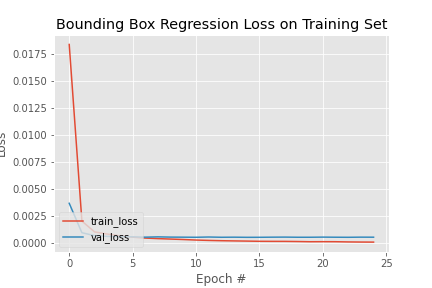 Bounding Box Regression Loss on Training Set
Loss
0.0175
0.0150
0.0125
0.0100
0.0075
0.0050
0.0025
0.0000
train_loss
val_loss
0 5 10 15 20 25
Epoch #